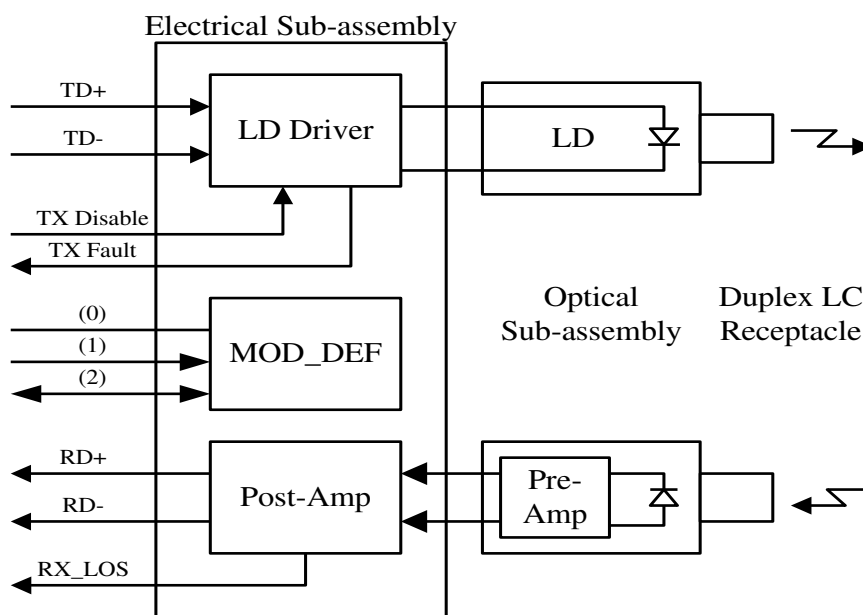 Electrical Sub-assembly
TD+
TD-
LD Driver
LD
TX Disable
TX Fault
Optical
Sub-assembly
Duplex LC
Receptacle
(0)
(1)
(2)
MOD_DEF
RD+
RD-
Post-Amp
Pre-
Amp
RX_LOS